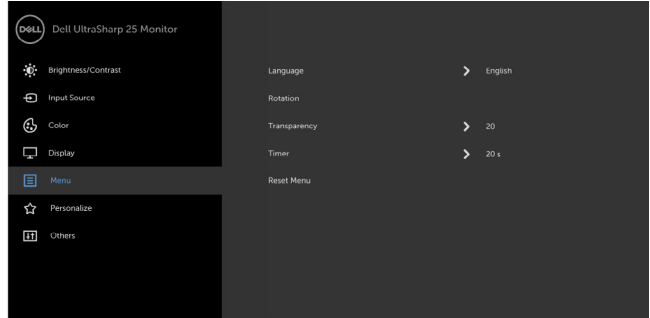 DELL Dell UltraSharp 25 Monitor
Brightness/Contrast
Input Source
Color
Display
Menu
Personalize
Others
Language > English
Rotation
Transparency > 20
Timer > 20 s
Reset Menu